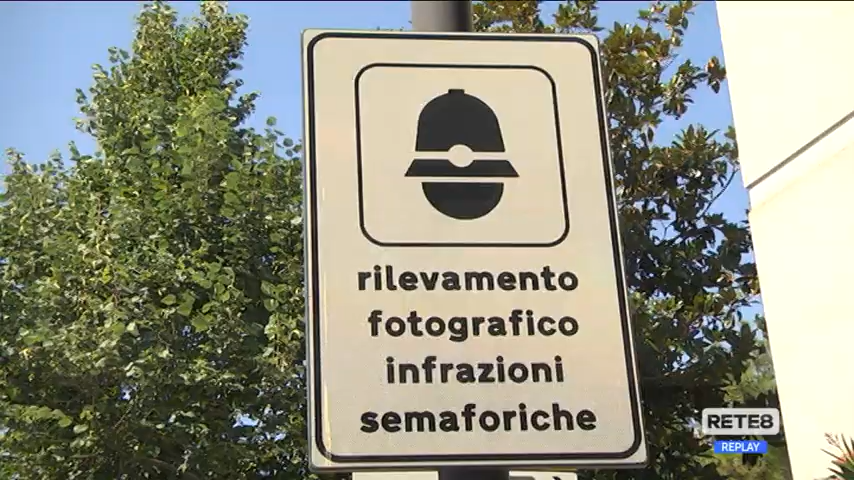 rilevamento
fotografico
infrazioni
semaforiche
RETE8
REPLAY